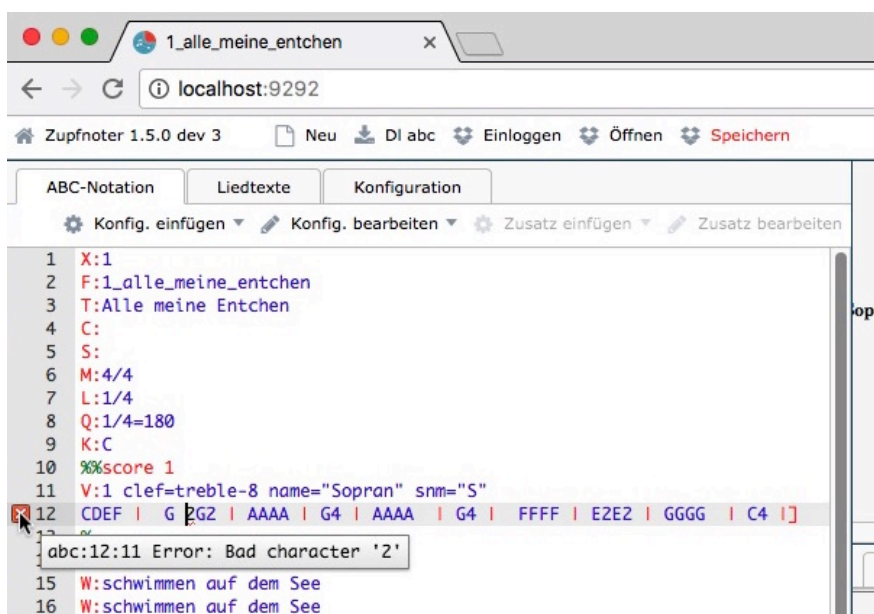 1_alle_meine_entchen
localhost:9292
Zupfnoter 1.5.0 dev 3 Neu Dl abc Einloggen Öffnen Speichern
ABC-Notation Liedtexte Konfiguration
Konfig. einfügen Konfig. bearbeiten Zusatz einfügen Zusatz bearbeiten
1 X:1
2 F:1_alle_meine_entchen
3 T:Alle meine Entchen
4 C:
5 S:
6 M:4/4
7 L:1/4
8 Q:1/4=180
9 K:C
10 %%score 1
11 V:1 clef=treble-8 name="Sopran" snm="S"
12 CDEF | G 2G2 | AAAA | G4 | AAAA | G4 | FFFF | E2E2 | GGGG | C4 |]
abc:12:11 Error: Bad character '2'
15 W:schwimmen auf dem See
16 W:schwimmen auf dem See